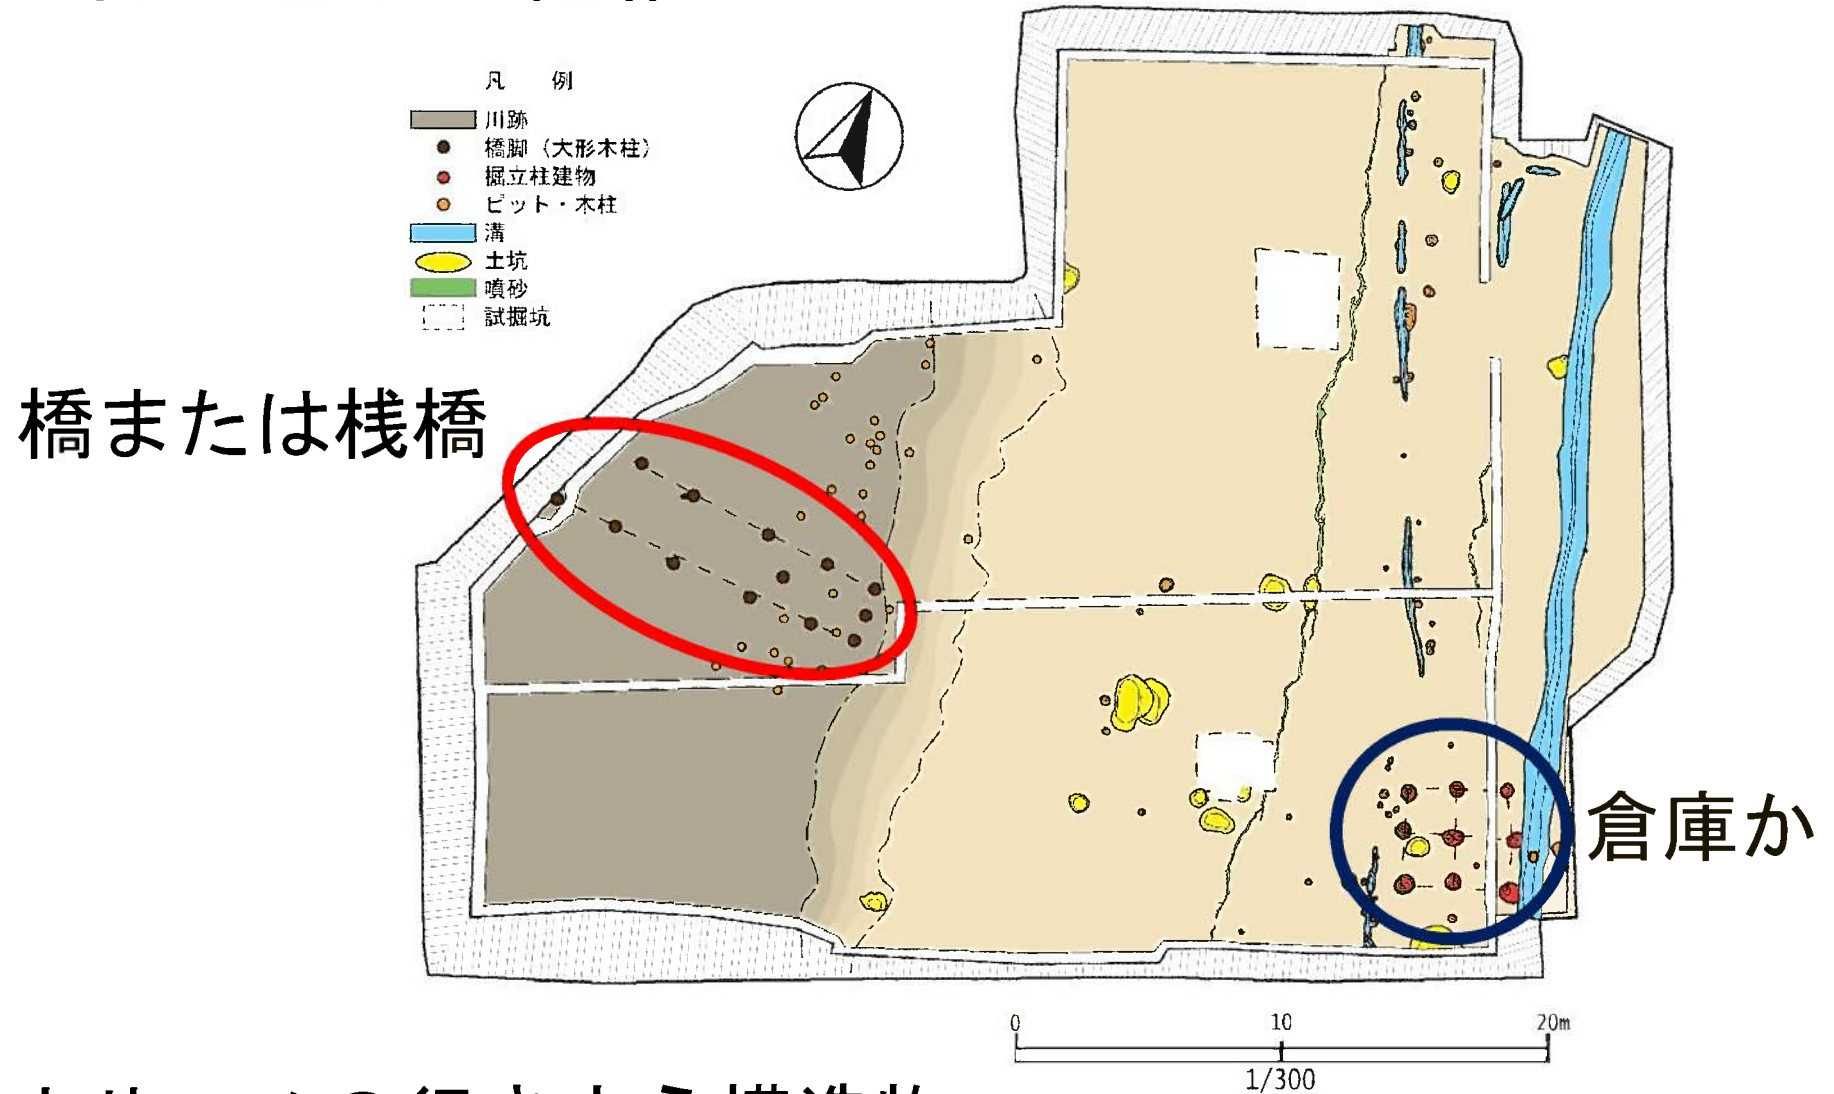 凡 例
川跡
橋脚（大形木柱）
掘立柱建物
ピット・木柱
溝
土坑
噴砂
試掘坑
橋または桟橋
倉庫か
0 10 20m
1/300